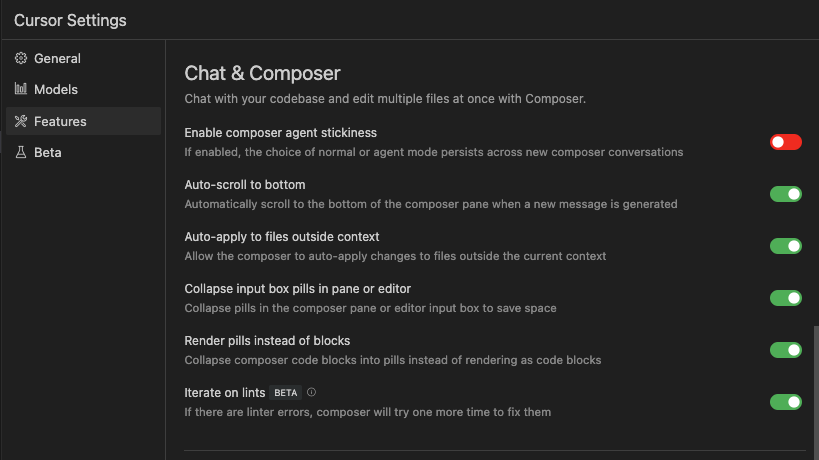 Cursor Settings
General
Models
Features
Beta
Chat & Composer
Chat with your codebase and edit multiple files at once with Composer.
Enable composer agent stickiness
If enabled, the choice of normal or agent mode persists across new composer conversations
Auto-scroll to bottom
Automatically scroll to the bottom of the composer pane when a new message is generated
Auto-apply to files outside context
Allow the composer to auto-apply changes to files outside the current context
Collapse input box pills in pane or editor
Collapse pills in the composer pane or editor input box to save space
Render pills instead of blocks
Collapse composer code blocks into pills instead of rendering as code blocks
Iterate on lints BETA
If there are linter errors, composer will try one more time to fix them